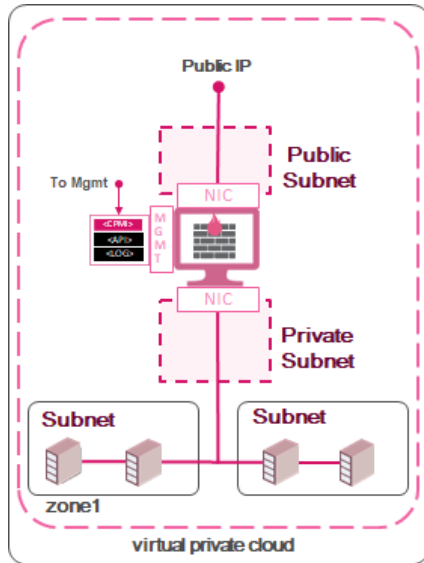 Public IP
Public
Subnet
To Mgmt
NIC
<CPMI>
<API>
<LOG>
MGMT
NIC
Private
Subnet
Subnet
Subnet
zone1
virtual private cloud